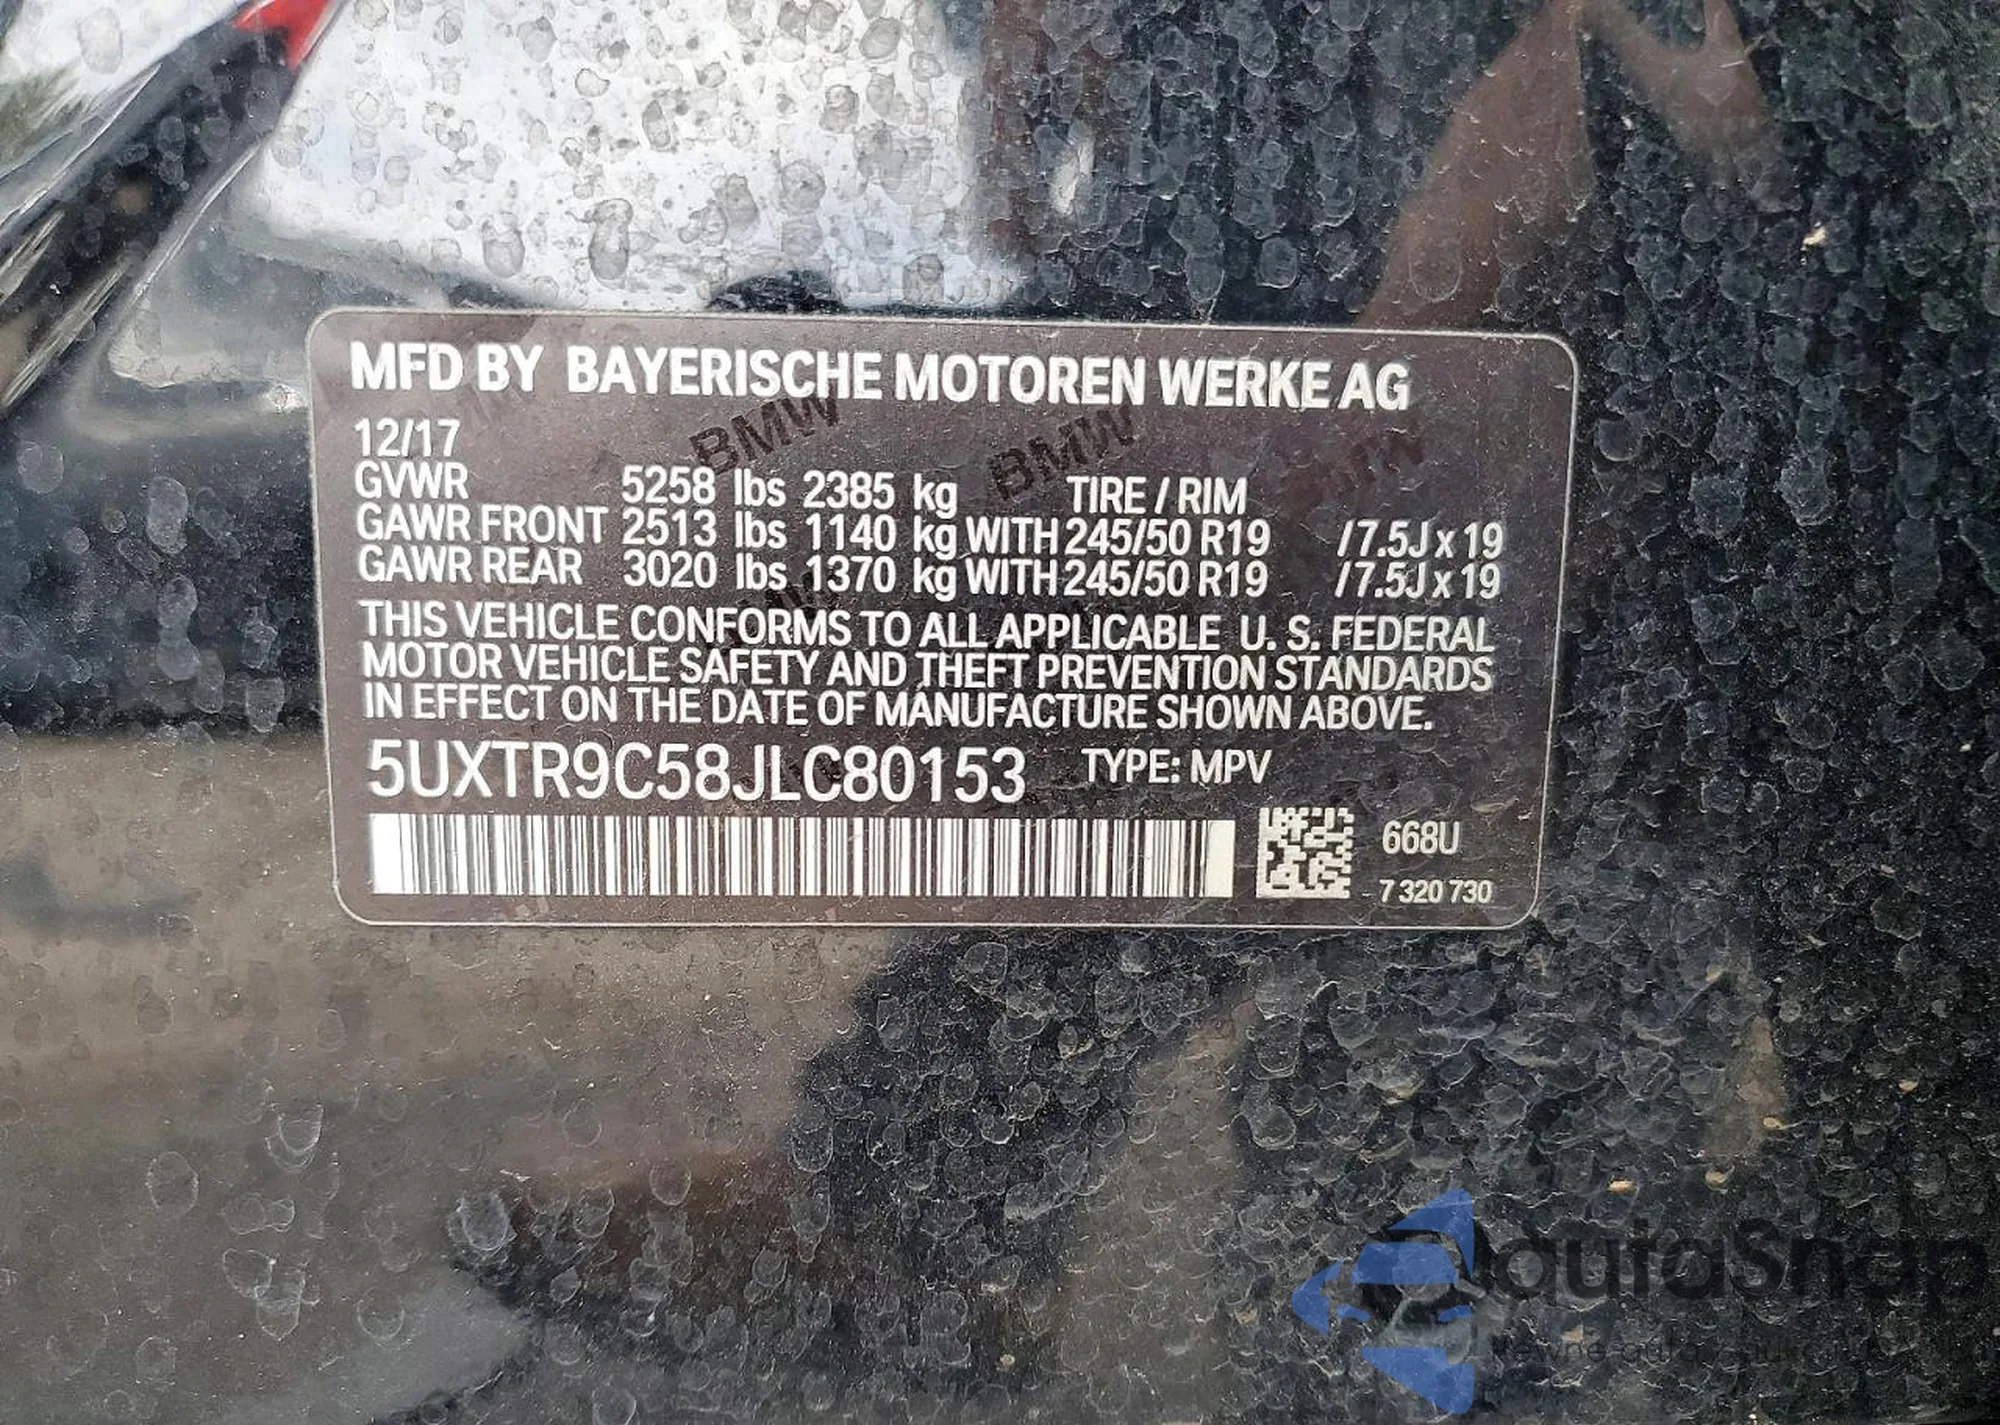 MFD BY BAYERISCHE MOTOREN WERKE AG
12/17
GVWR 5258 lbs 2385 kg TIRE / RIM
GAWR FRONT 2513 lbs 1140 kg WITH 245/50 R19 / 7.5J x 19
GAWR REAR 3020 lbs 1370 kg WITH 245/50 R19 / 7.5J x 19
THIS VEHICLE CONFORMS TO ALL APPLICABLE U. S. FEDERAL
MOTOR VEHICLE SAFETY AND THEFT PREVENTION STANDARDS
IN EFFECT ON THE DATE OF MANUFACTURE SHOWN ABOVE.
5UXTR9C58JLC80153 TYPE: MPV
668U
7 320 730
BMW BMW BMW